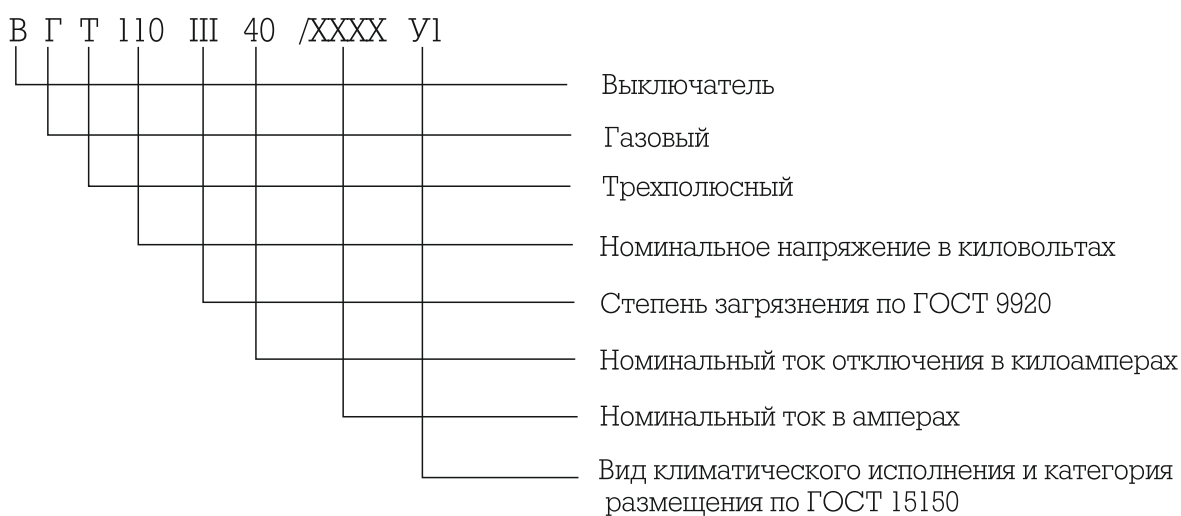 В Г Т 110 III 40 /XXXX У1
Выключатель
Газовый
Трехполюсный
Номинальное напряжение в киловольтах
Степень загрязнения по ГОСТ 9920
Номинальный ток отключения в килоамперах
Номинальный ток в амперах
Вид климатического исполнения и категория
размещения по ГОСТ 15150